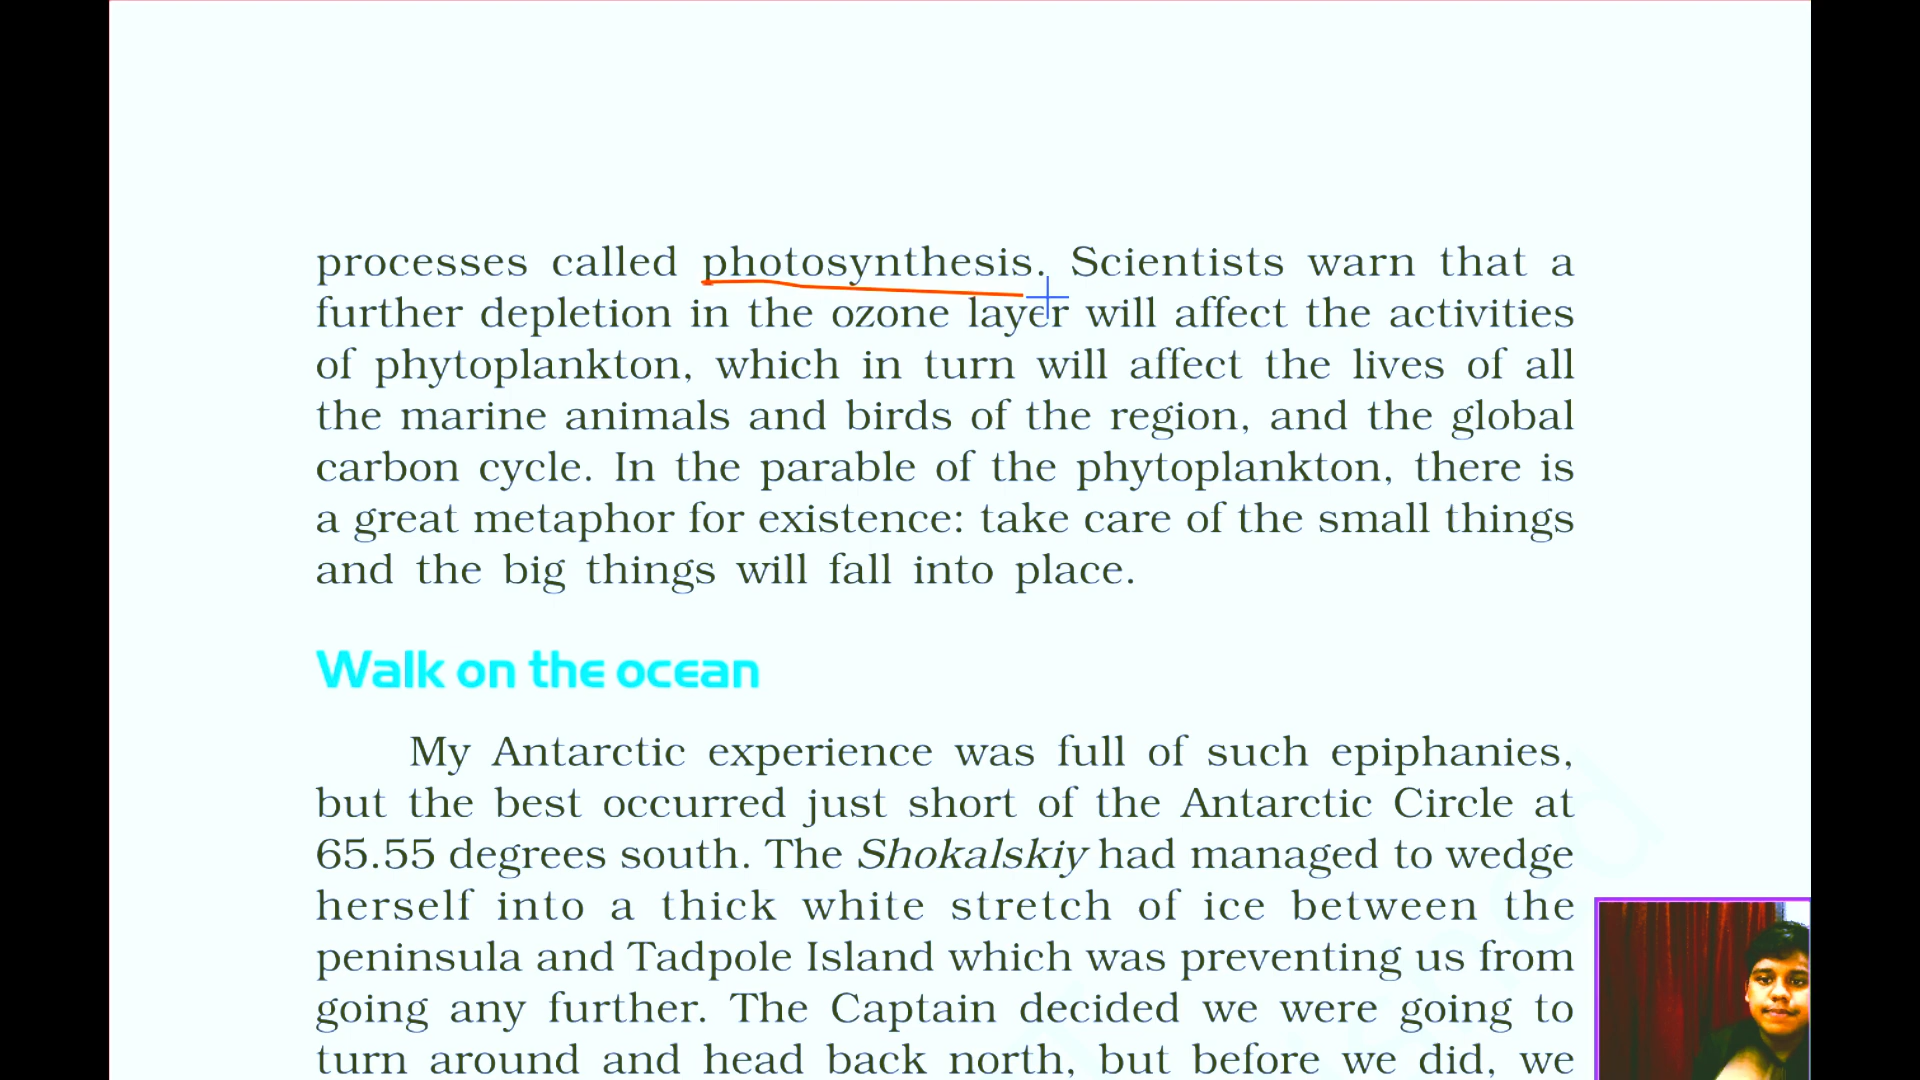 processes called photosynthesis. Scientists warn that a
further depletion in the ozone layer will affect the activities
of phytoplankton, which in turn will affect the lives of all
the marine animals and birds of the region, and the global
carbon cycle. In the parable of the phytoplankton, there is
a great metaphor for existence: take care of the small things
and the big things will fall into place.
Walk on the ocean
My Antarctic experience was full of such epiphanies,
but the best occurred just short of the Antarctic Circle at
65.55 degrees south. The Shokalskiy had managed to wedge
herself into a thick white stretch of ice between the
peninsula and Tadpole Island which was preventing us from
going any further. The Captain decided we were going to
turn around and head back north, but before we did, we